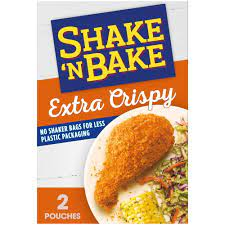 SHAKE
'N BAKE
Extra Crispy
NO SHAKER BAGS FOR LESS
PLASTIC PACKAGING
2
POUCHES